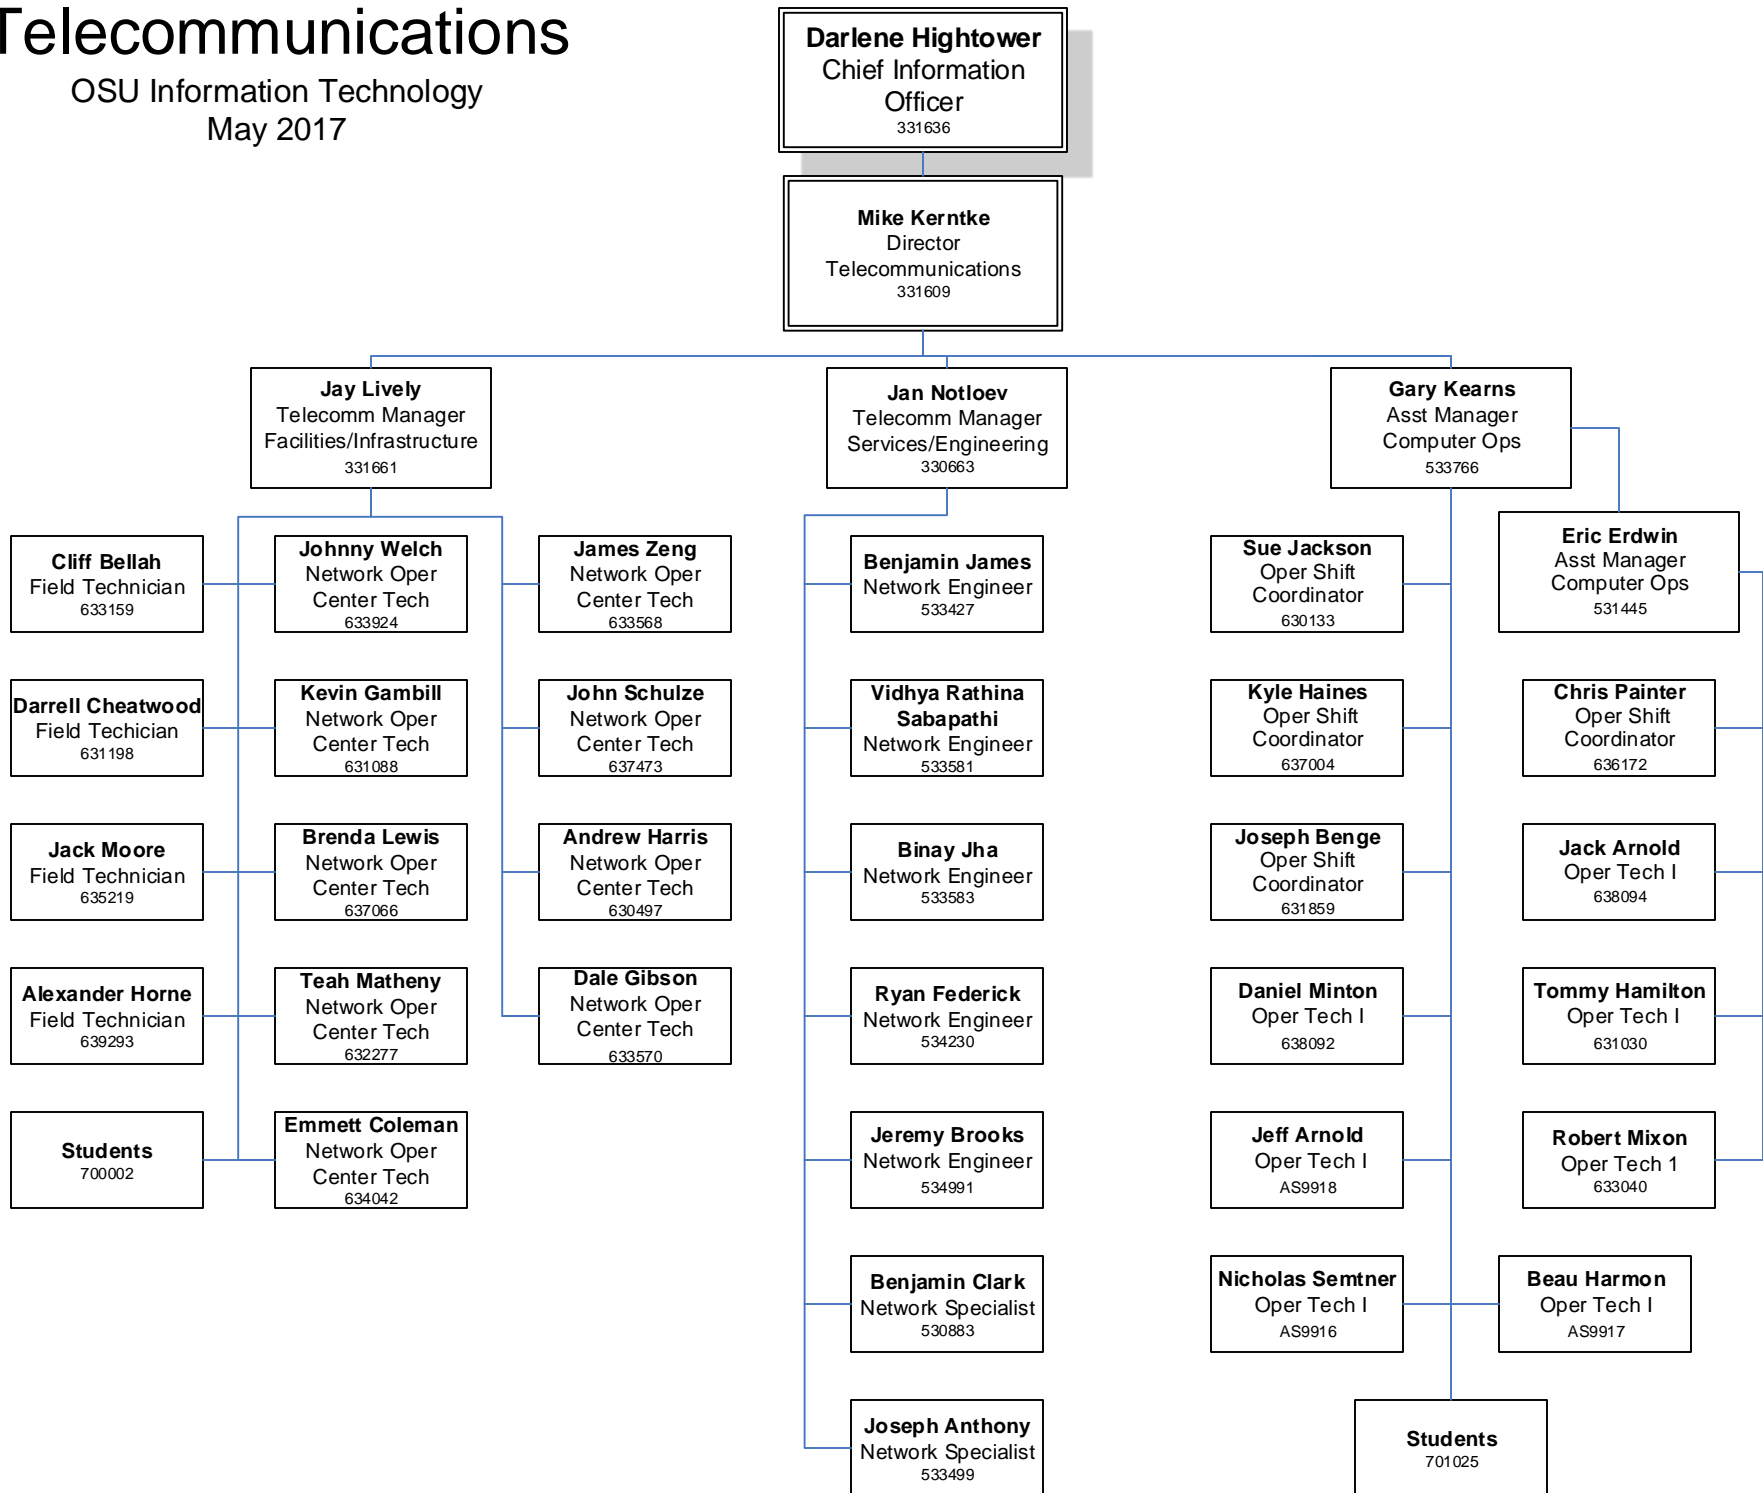 Telecommunications
OSU Information Technology
May 2017
Darlene Hightower
Chief Information
Officer
331636
Mike Kerntke
Director
Telecommunications
331609
Jay Lively
Telecomm Manager
Facilities/Infrastructure
331661
Jan Notloev
Telecomm Manager
Services/Engineering
330663
Gary Kearns
Asst Manager
Computer Ops
533766
Cliff Bellah
Field Technician
633159
Darrell Cheatwood
Field Techician
631198
Jack Moore
Field Technician
635219
Alexander Horne
Field Technician
639293
Students
700002
Johnny Welch
Network Oper
Center Tech
633924
Kevin Gambill
Network Oper
Center Tech
631088
Brenda Lewis
Network Oper
Center Tech
637066
Teah Matheny
Network Oper
Center Tech
632277
Emmett Coleman
Network Oper
Center Tech
634042
James Zeng
Network Oper
Center Tech
633568
John Schulze
Network Oper
Center Tech
637473
Andrew Harris
Network Oper
Center Tech
630497
Dale Gibson
Network Oper
Center Tech
633570
Benjamin James
Network Engineer
533427
Vidhya Rathina
Sabapathi
Network Engineer
533581
Binay Jha
Network Engineer
533583
Ryan Federick
Network Engineer
534230
Jeremy Brooks
Network Engineer
534991
Benjamin Clark
Network Specialist
530883
Joseph Anthony
Network Specialist
533499
Sue Jackson
Oper Shift
Coordinator
630133
Kyle Haines
Oper Shift
Coordinator
637004
Joseph Benge
Oper Shift
Coordinator
631859
Daniel Minton
Oper Tech I
638092
Jeff Arnold
Oper Tech I
AS9918
Nicholas Semtner
Oper Tech I
AS9916
Eric Erdwin
Asst Manager
Computer Ops
531445
Chris Painter
Oper Shift
Coordinator
636172
Jack Arnold
Oper Tech I
638094
Tommy Hamilton
Oper Tech I
631030
Robert Mixon
Oper Tech 1
633040
Beau Harmon
Oper Tech I
AS9917
Students
701025